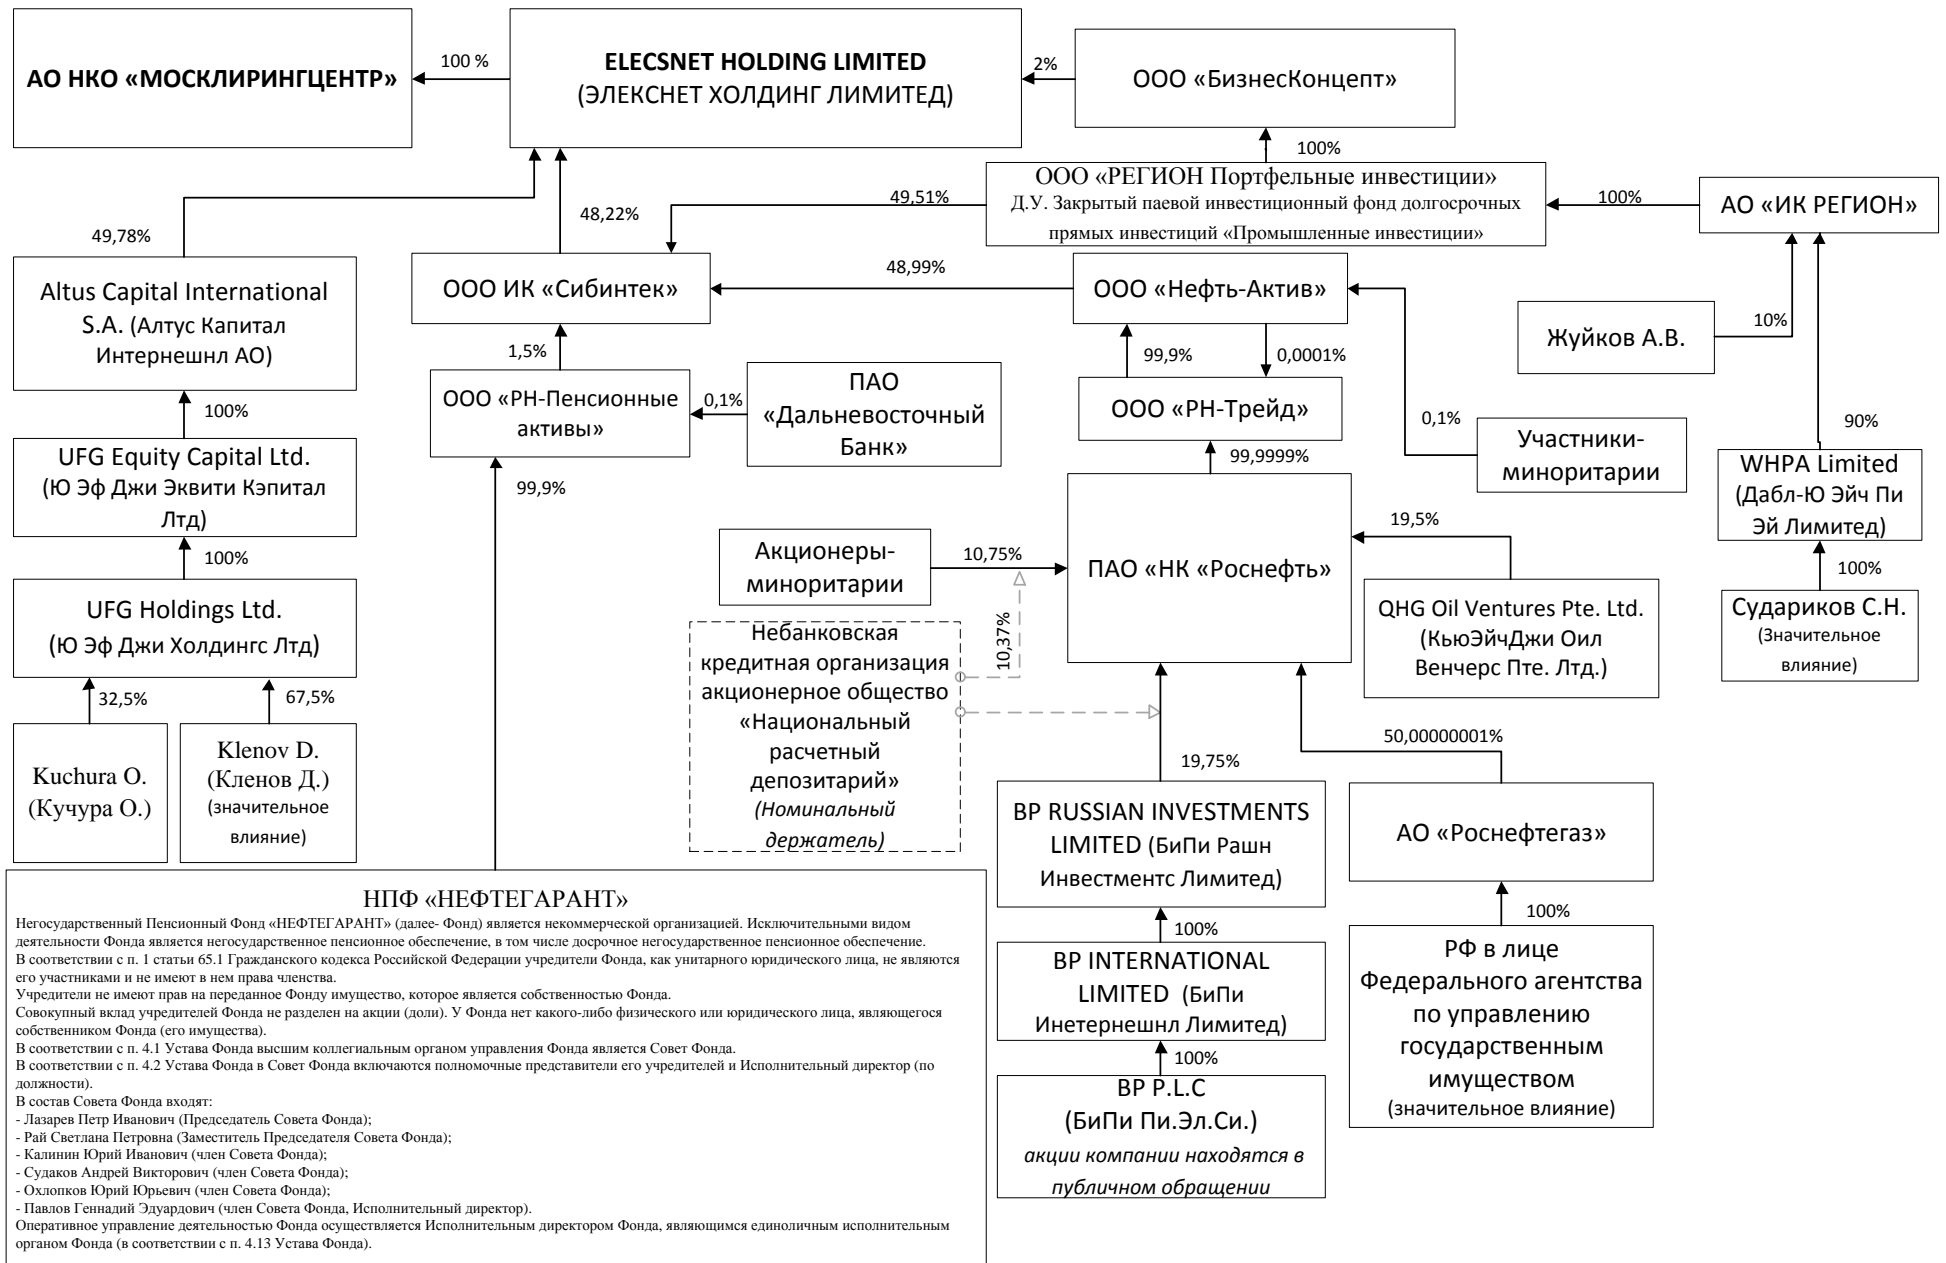 АО НКО «МОСКЛИРИНГЦЕНТР»
100 %
ELECSNET HOLDING LIMITED
(ЭЛЕКСНЕТ ХОЛДИНГ ЛИМИТЕД)
2%
ООО «БизнесКонцепт»
100%
ООО «РЕГИОН Портфельные инвестиции»
Д.У. Закрытый паевой инвестиционный фонд долгосрочных
прямых инвестиций «Промышленные инвестиции»
100%
АО «ИК РЕГИОН»
49,51%
48,22%
49,78%
Altus Capital International
S.A. (Алтус Капитал
Интернешнл АО)
ООО ИК «Сибинтек»
48,99%
ООО «Нефть-Актив»
Жуйков А.В.
10%
1,5%
99,9%
0,0001%
ООО «РН-Пенсионные
активы»
0,1%
ПАО
«Дальневосточный
Банк»
ООО «РН-Трейд»
0,1%
Участники-
миноритарии
90%
100%
UFG Equity Capital Ltd.
(Ю Эф Джи Эквити Кэпитал
Лтд)
99,9%
99,9999%
WHPA Limited
(Дабл-Ю Эйч Пи
Эй Лимитед)
100%
Акционеры-
миноритарии
10,75%
ПАО «НК «Роснефть»
19,5%
100%
UFG Holdings Ltd.
(Ю Эф Джи Холдингс Лтд)
QHG Oil Ventures Pte. Ltd.
(КьюЭйчДжи Оил
Венчерс Пте. Лтд.)
Судариков С.Н.
(Значительное
влияние)
10,37%
Небанковская
кредитная организация
акционерное общество
«Национальный
расчетный
депозитарий»
(Номинальный
держатель)
32,5%
67,5%
Kuchura O.
(Кучура О.)
Klenov D.
(Кленов Д.)
(значительное
влияние)
19,75%
50,00000001%
BP RUSSIAN INVESTMENTS
LIMITED (БиПи Рашн
Инвестментс Лимитед)
АО «Роснефтегаз»
100%
100%
BP INTERNATIONAL
LIMITED (БиПи
Инетернешнл Лимитед)
РФ в лице
Федерального агентства
по управлению
государственным
имуществом
(значительное влияние)
100%
BP P.L.C
(БиПи Пи.Эл.Си.)
акции компании находятся в
публичном обращении
НПФ «НЕФТЕГАРАНТ»
Негосударственный Пенсионный Фонд «НЕФТЕГАРАНТ» (далее- Фонд) является некоммерческой организацией. Исключительными видом
деятельности Фонда является негосударственное пенсионное обеспечение, в том числе досрочное негосударственное пенсионное обеспечение.
В соответствии с п. 1 статьи 65.1 Гражданского кодекса Российской Федерации учредители Фонда, как унитарного юридического лица, не являются
его участниками и не имеют в нем права членства.
Учредители не имеют прав на переданное Фонду имущество, которое является собственностью Фонда.
Совокупный вклад учредителей Фонда не разделен на акции (доли). У Фонда нет какого-либо физического или юридического лица, являющегося
собственником Фонда (его имущества).
В соответствии с п. 4.1 Устава Фонда высшим коллегиальным органом управления Фонда является Совет Фонда.
В соответствии с п. 4.2 Устава Фонда в Совет Фонда включаются полномочные представители его учредителей и Исполнительный директор (по
должности).
В состав Совета Фонда входят:
- Лазарев Петр Иванович (Председатель Совета Фонда);
- Рай Светлана Петровна (Заместитель Председателя Совета Фонда);
- Калинин Юрий Иванович (член Совета Фонда);
- Судаков Андрей Викторович (член Совета Фонда);
- Охлопков Юрий Юрьевич (член Совета Фонда);
- Павлов Геннадий Эдуардович (член Совета Фонда, Исполнительный директор).
Оперативное управление деятельностью Фонда осуществляется Исполнительным директором Фонда, являющимся единоличным исполнительным
органом Фонда (в соответствии с п. 4.13 Устава Фонда).